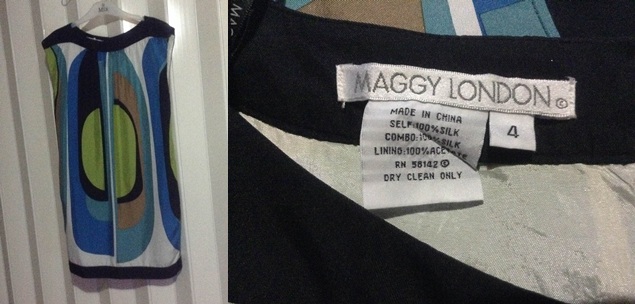 MAGGY LONDON ©
4
MADE IN CHINA
SELF:100%SILK
COMBO:100%SILK
LINING:100%ACETATE
RN 56142
DRY CLEAN ONLY